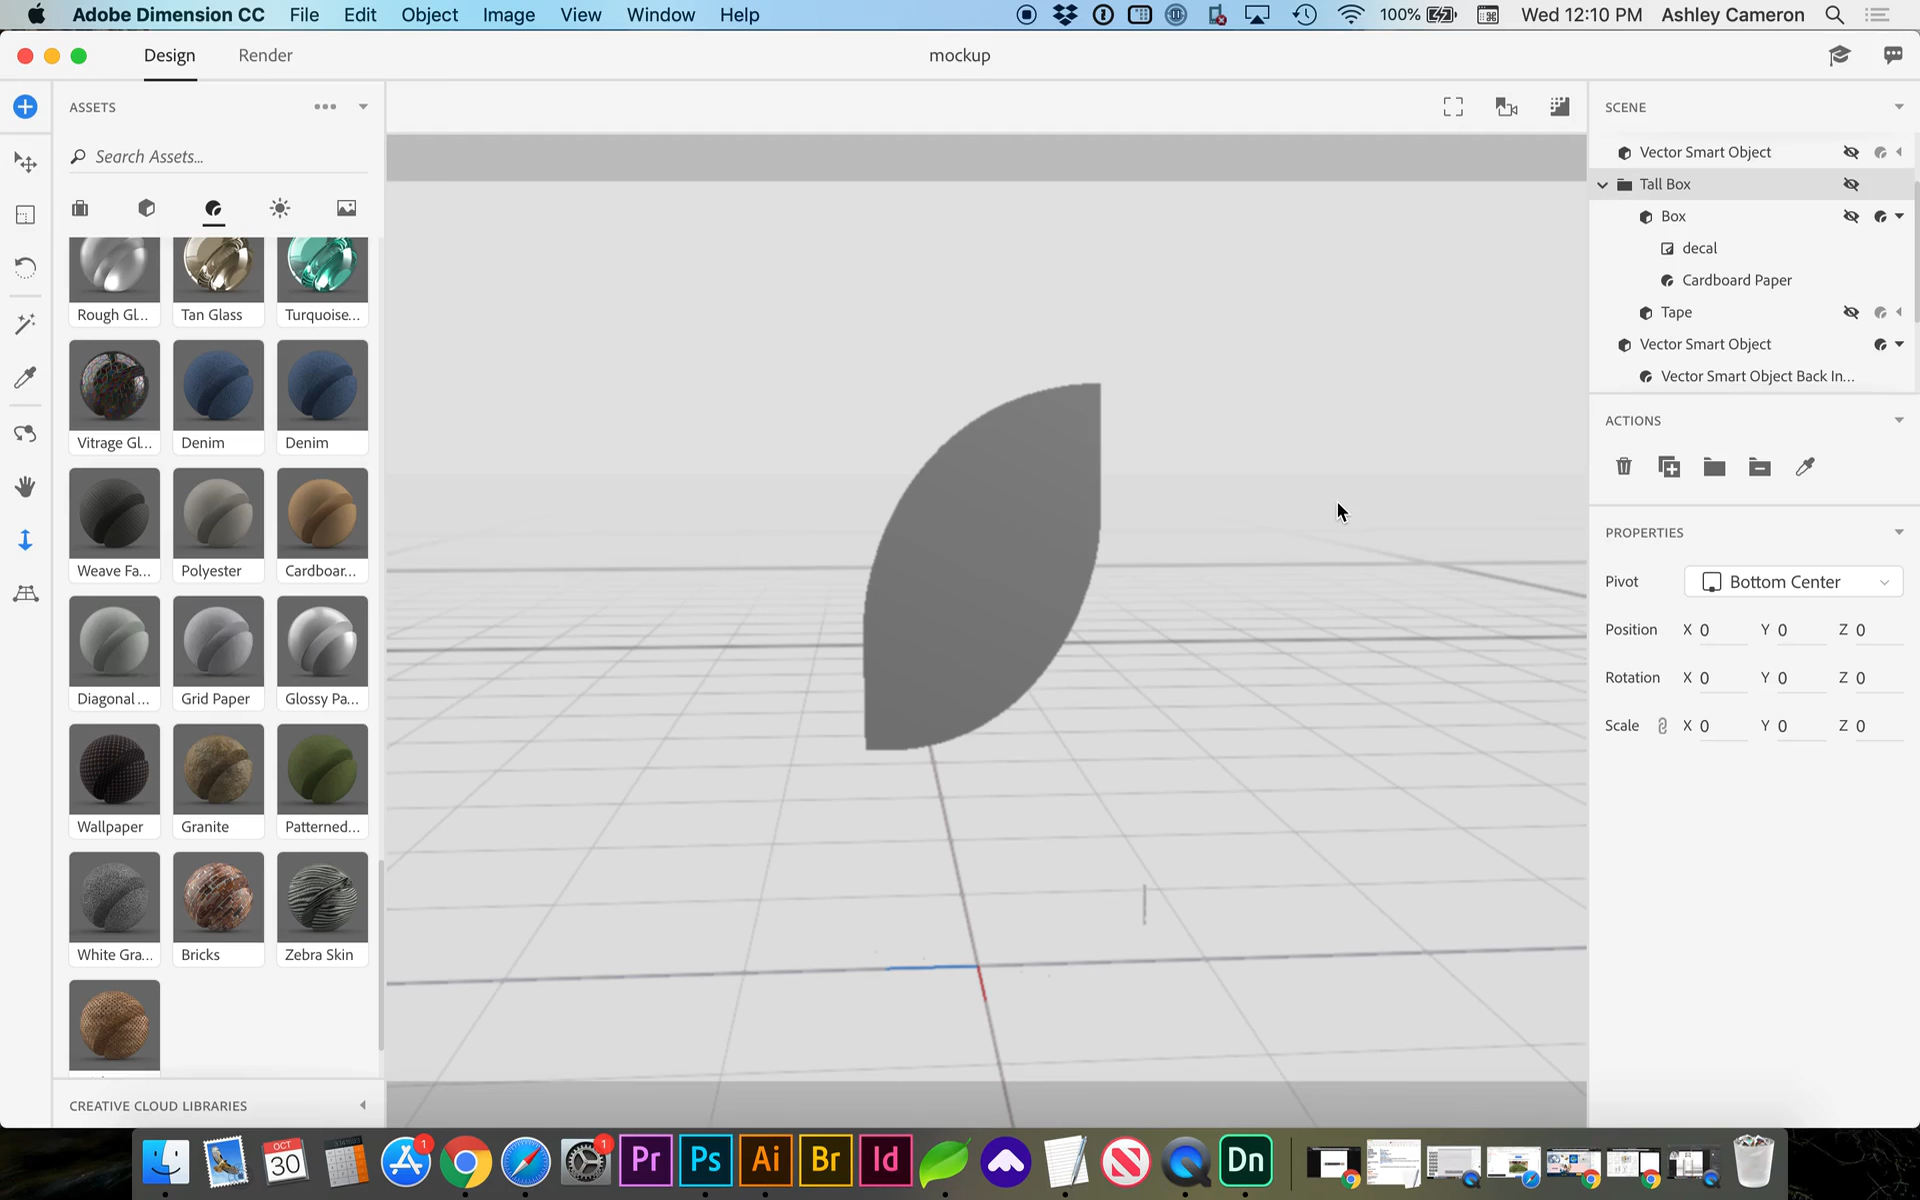 Adobe Dimension CC File Edit Object Image View Window Help 100% Wed 12:10 PM Ashley Cameron
Design Render mockup
ASSETS
Search Assets...
Rough Gl... Tan Glass Turquoise...
Vitrage Gl... Denim Denim
Weave Fa... Polyester Cardboar...
Diagonal ... Grid Paper Glossy Pa...
Wallpaper Granite Patterned...
White Gra... Bricks Zebra Skin
CREATIVE CLOUD LIBRARIES
SCENE
Vector Smart Object
Tall Box
Box
decal
Cardboard Paper
Tape
Vector Smart Object
Vector Smart Object Back In...
ACTIONS
PROPERTIES
Pivot Bottom Center
Position X 0 Y 0 Z 0
Rotation X 0 Y 0 Z 0
Scale X 0 Y 0 Z 0
OCT
30
1
1
Pr Ps Ai Br Id N Dn